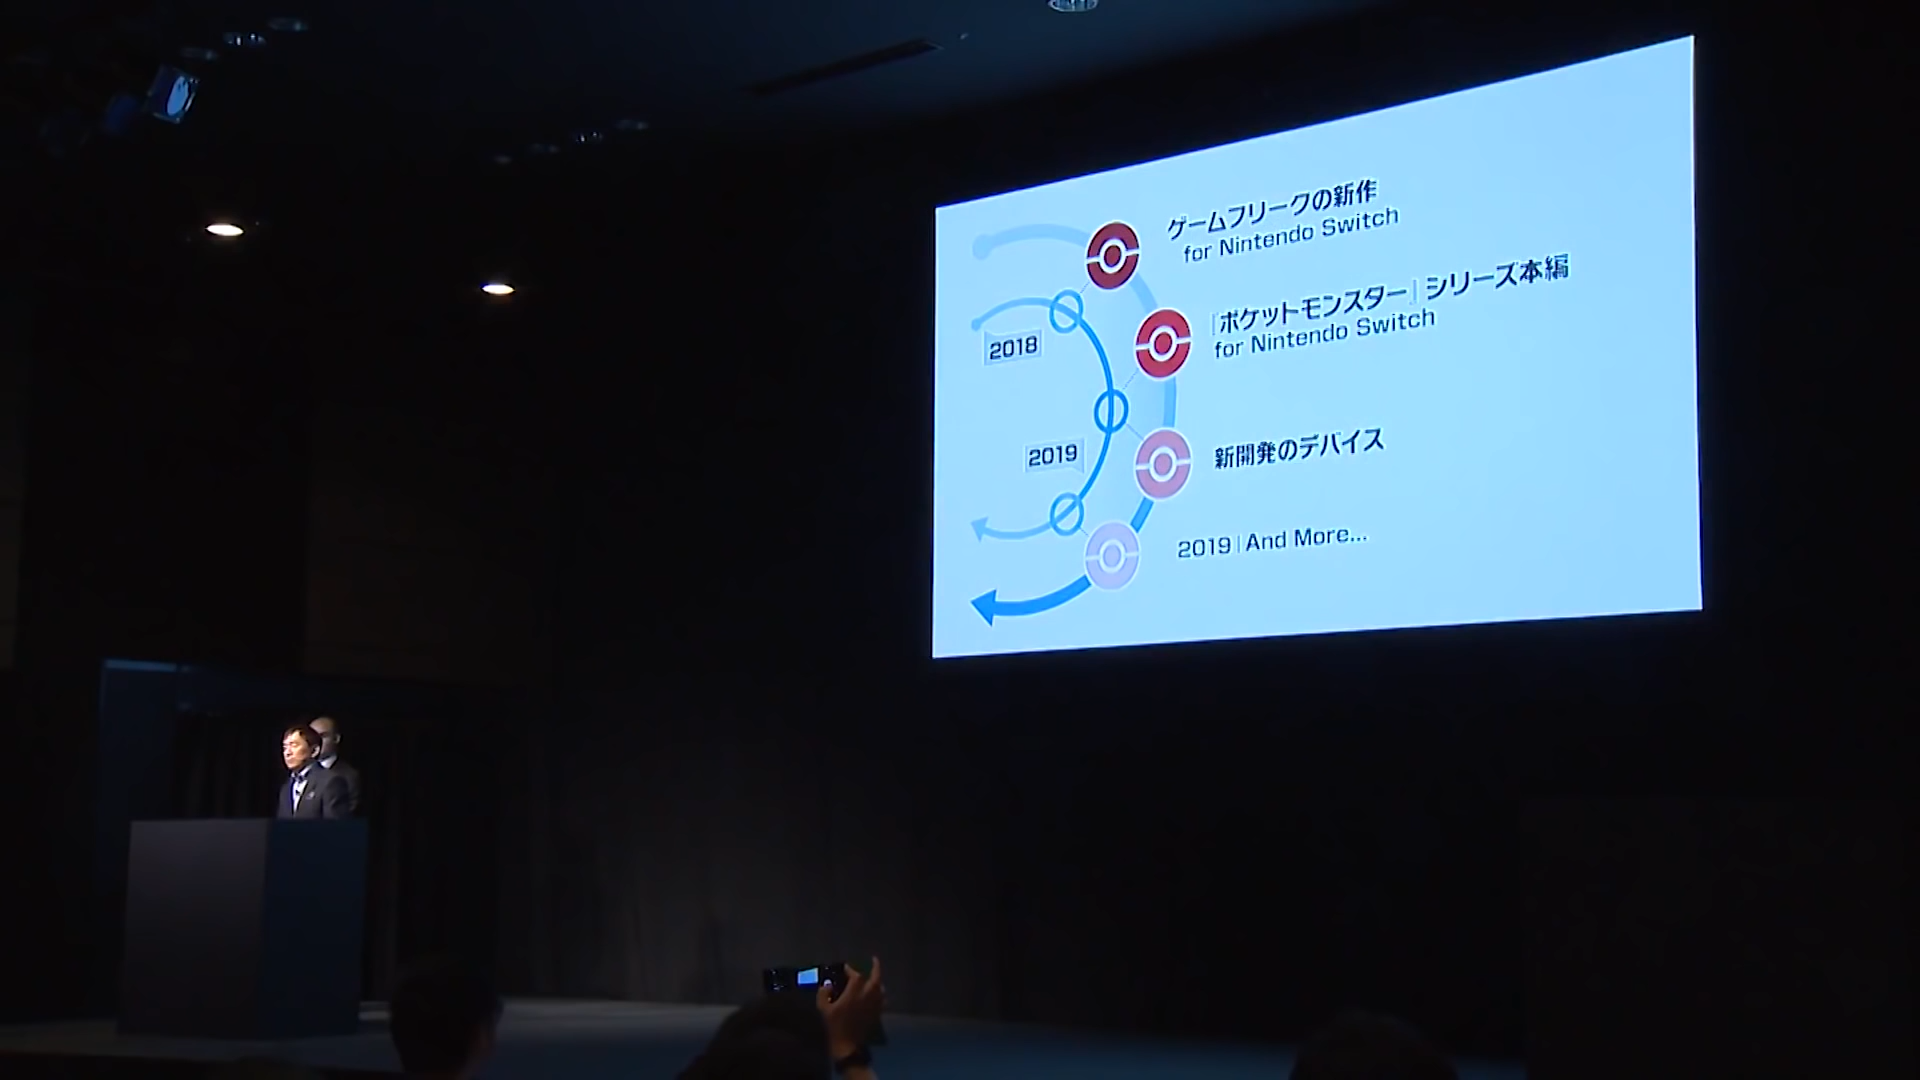 ゲームフリークの新作
for Nintendo Switch
『ポケットモンスター』シリーズ本編
for Nintendo Switch
2018
2019
新開発のデバイス
2019 | And More...